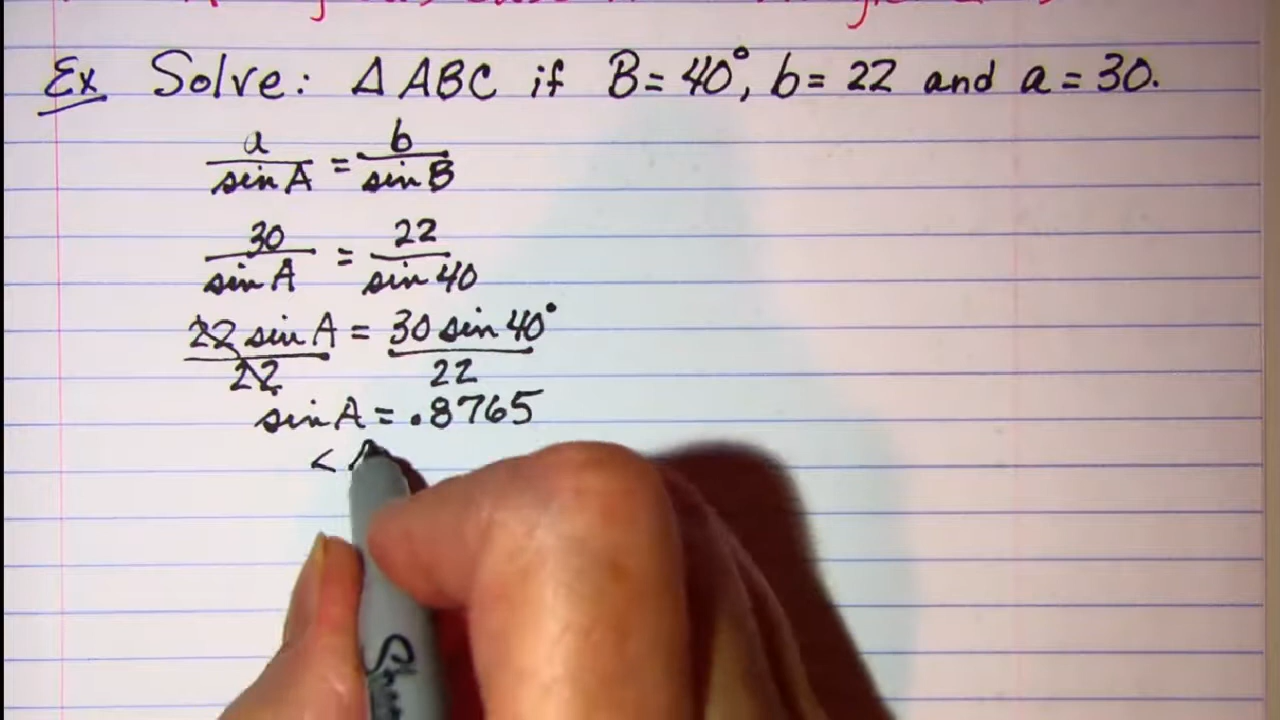 Ex Solve: △ABC if B = 40°, b = 22 and a = 30.
a/sin A = b/sin B
30/sin A = 22/sin 40
22 sin A/22 = 30 sin 40°/22
sin A = .8765
< A
Shar